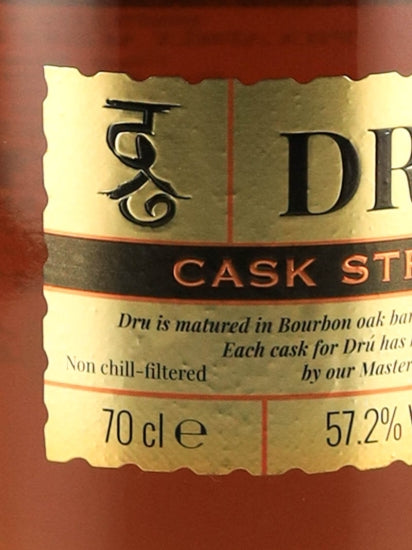 DR
CASK STR
Dru is matured in Bourbon oak bar
Each cask for Drú has
Non chill-filtered
by our Master
70 cl ℮
57.2%